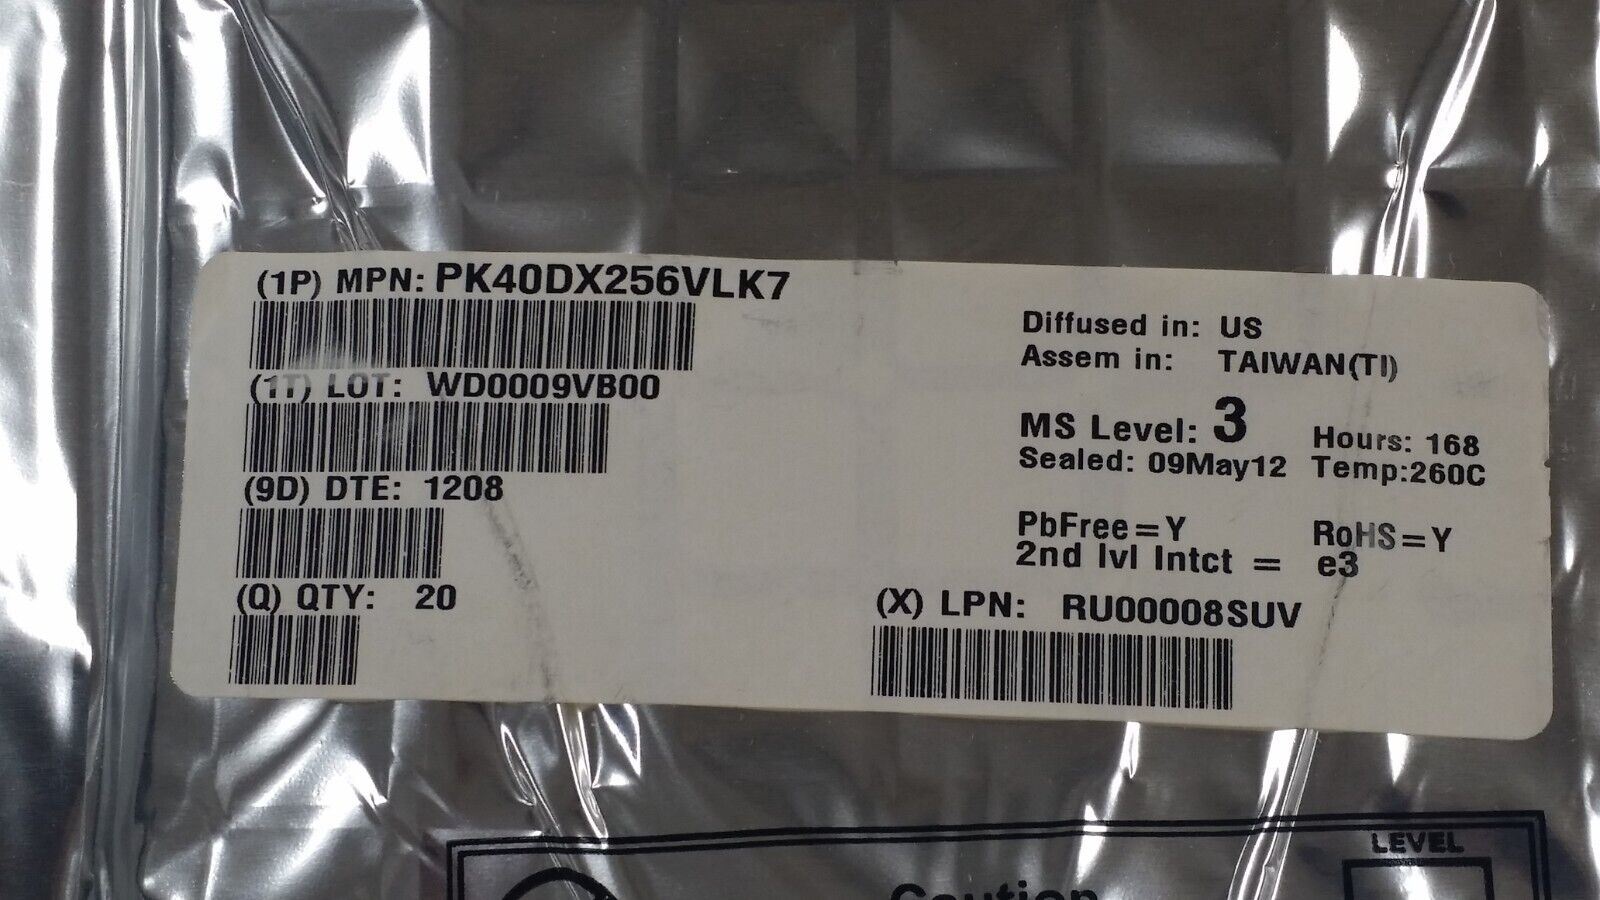 (1P) MPN: PK40DX256VLK7
(1T) LOT: WD0009VB00
(9D) DTE: 1208
(Q) QTY: 20
Diffused in: US
Assem in: TAIWAN(TI)
MS Level: 3 Hours: 168
Sealed: 09May12 Temp:260C
PbFree=Y RoHS=Y
2nd lvl Intct = e3
(X) LPN: RU00008SUV
LEVEL
Caution